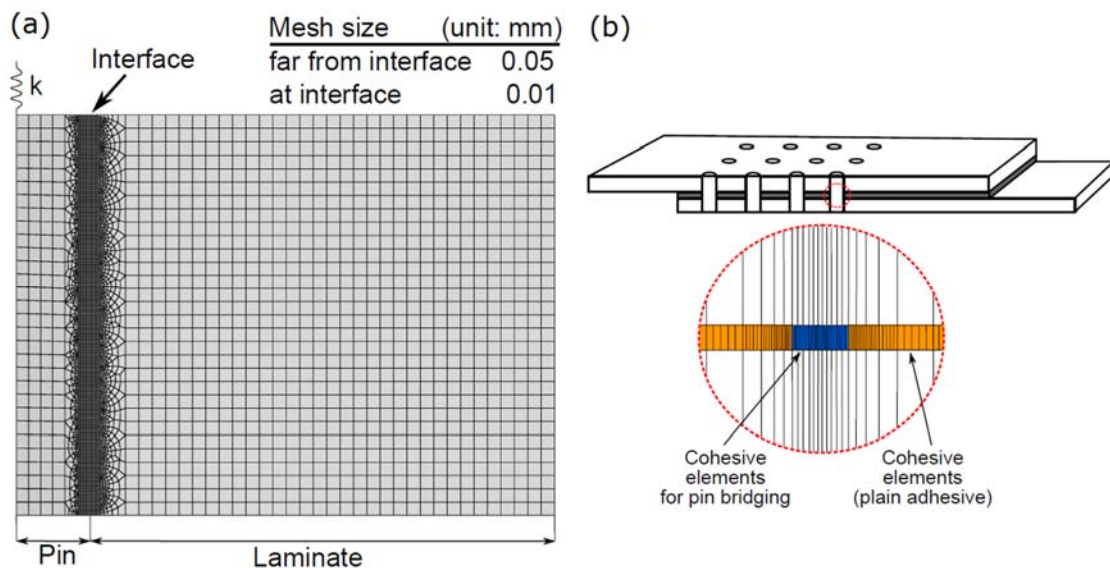 (a)
Mesh size (unit: mm)
far from interface 0.05
at interface 0.01
Interface
k
Pin
Laminate
(b)
Cohesive
elements
for pin bridging
Cohesive
elements
(plain adhesive)